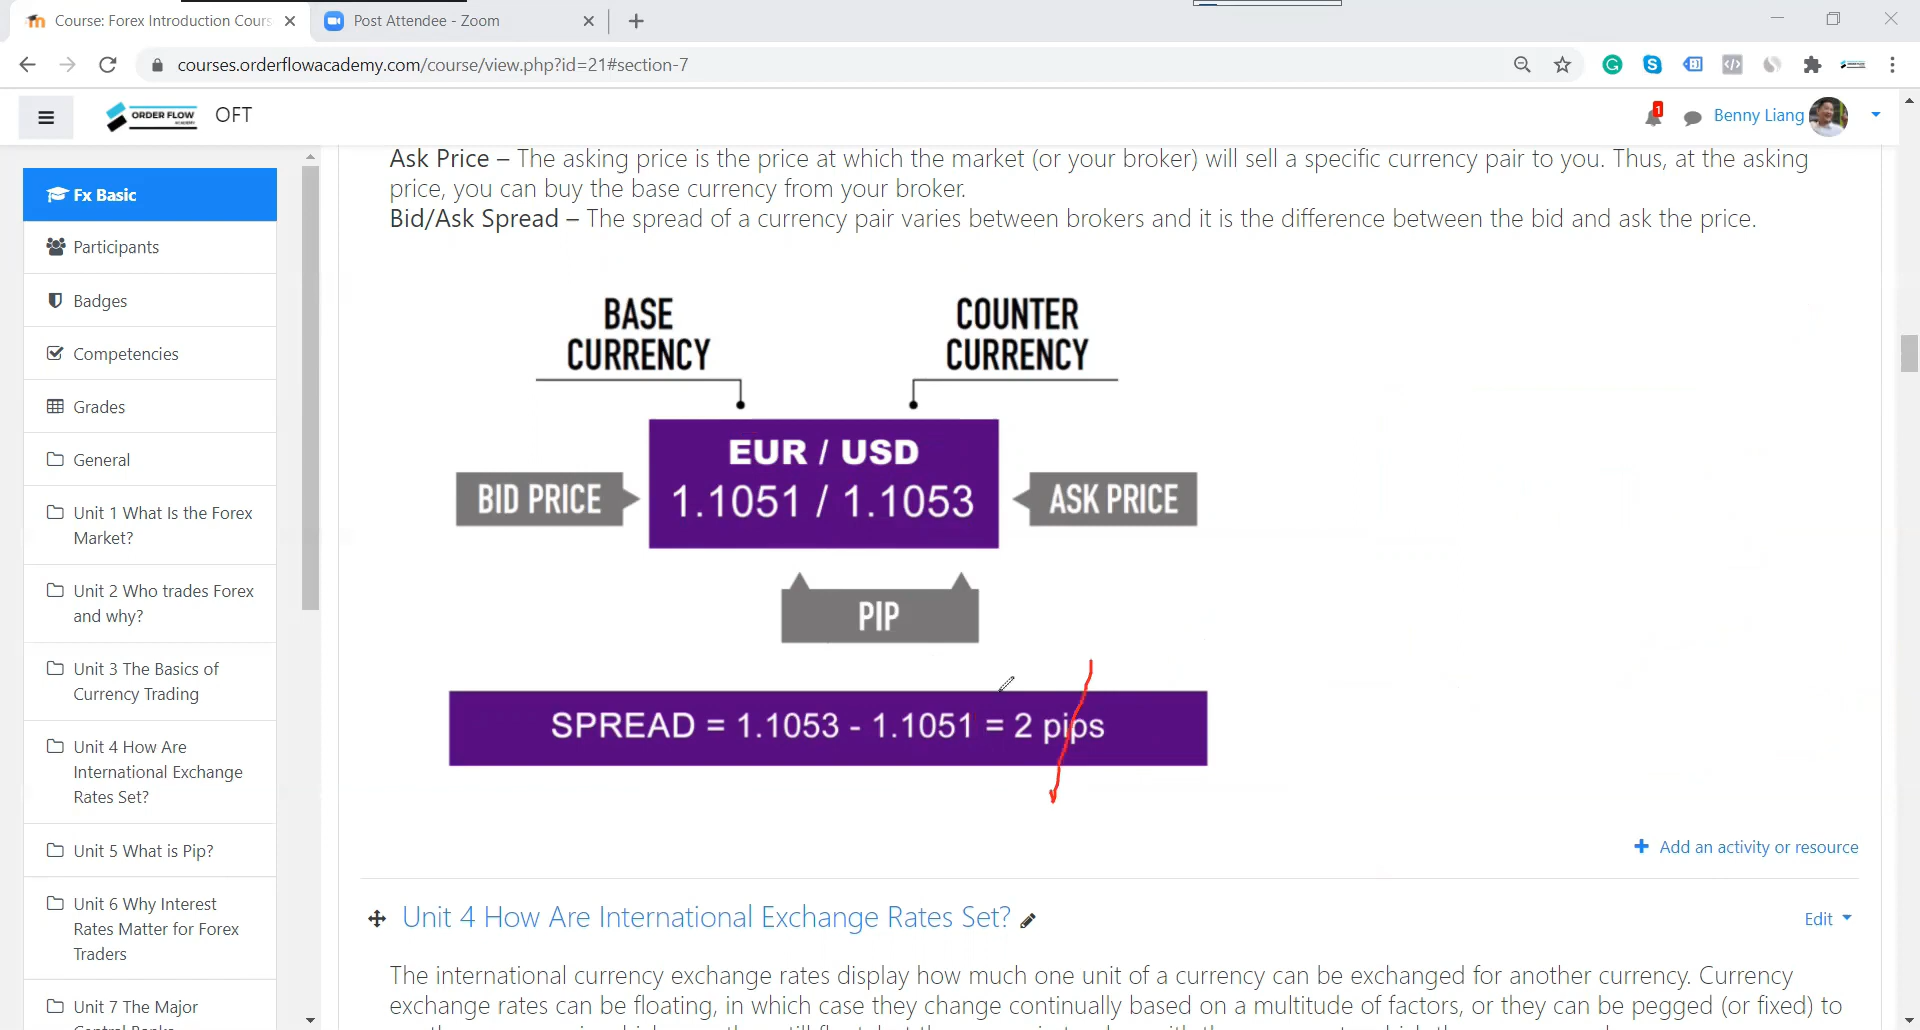 Course: Forex Introduction Cours
Post Attendee - Zoom
courses.orderflowacademy.com/course/view.php?id=21#section-7
ORDER FLOW
OFT
1
Benny Liang
Fx Basic
Participants
Badges
Competencies
Grades
General
Unit 1 What Is the Forex
Market?
Unit 2 Who trades Forex
and why?
Unit 3 The Basics of
Currency Trading
Unit 4 How Are
International Exchange
Rates Set?
Unit 5 What is Pip?
Unit 6 Why Interest
Rates Matter for Forex
Traders
Unit 7 The Major
Ask Price – The asking price is the price at which the market (or your broker) will sell a specific currency pair to you. Thus, at the asking
price, you can buy the base currency from your broker.
Bid/Ask Spread – The spread of a currency pair varies between brokers and it is the difference between the bid and ask the price.
BASE
CURRENCY
COUNTER
CURRENCY
EUR / USD
BID PRICE
1.1051 / 1.1053
ASK PRICE
PIP
SPREAD = 1.1053 - 1.1051 = 2 pips
Add an activity or resource
Unit 4 How Are International Exchange Rates Set?
Edit
The international currency exchange rates display how much one unit of a currency can be exchanged for another currency. Currency
exchange rates can be floating, in which case they change continually based on a multitude of factors, or they can be pegged (or fixed) to